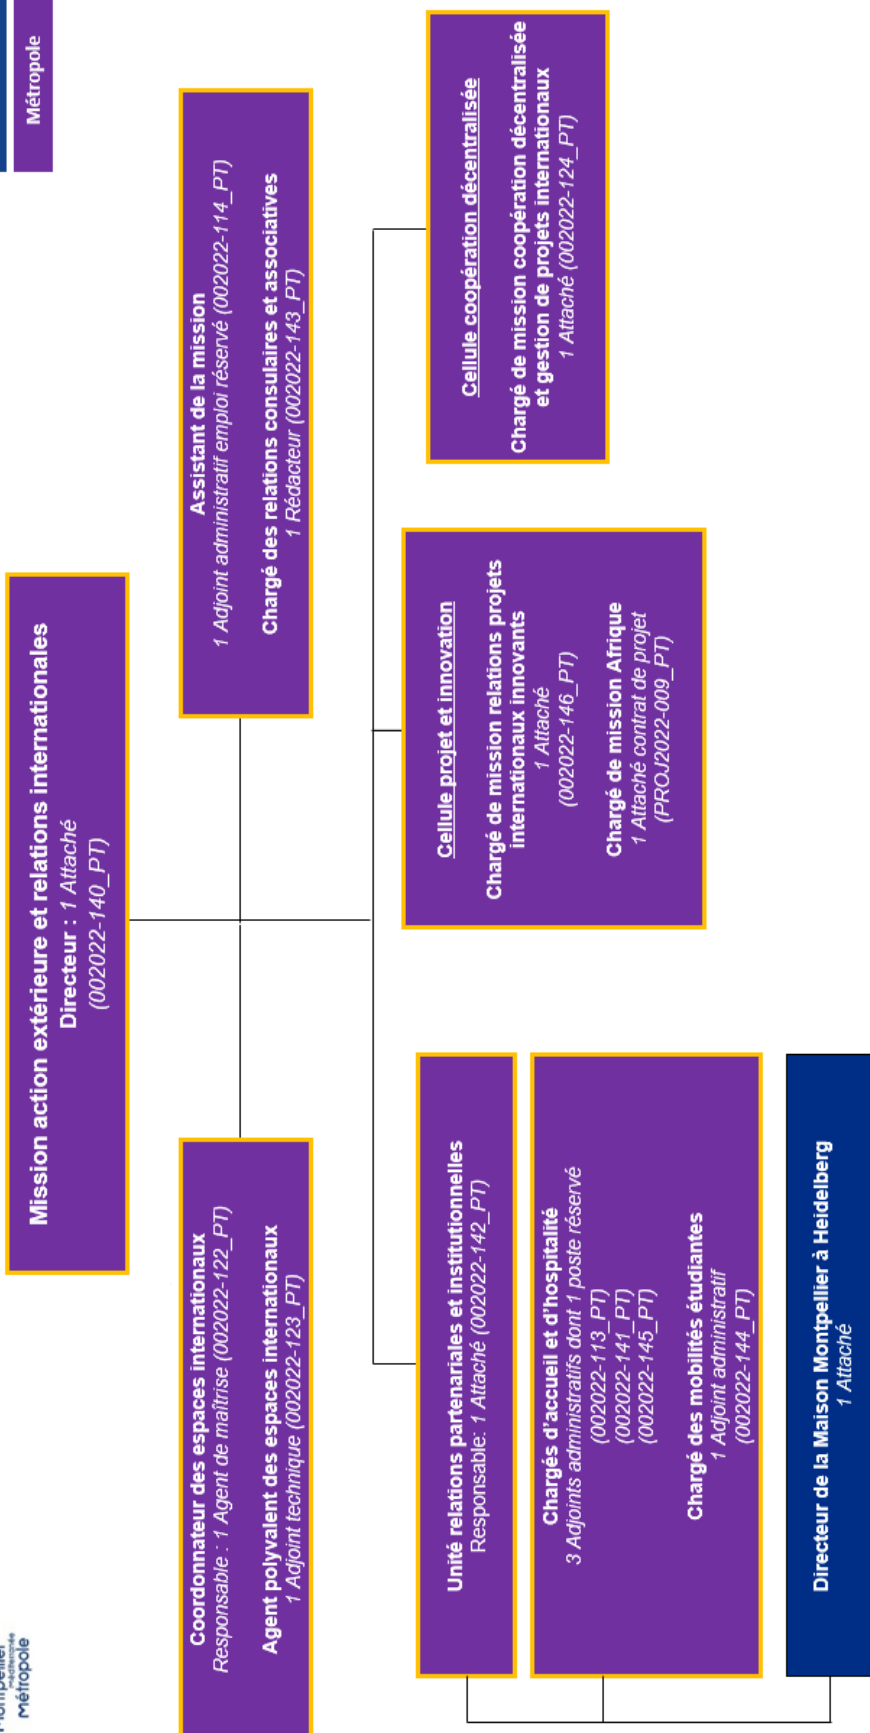 Montpellier
Méditerranée
Métropole
Métropole
Mission action extérieure et relations internationales
Directeur : 1 Attaché
(002022-140_PT)
Coordonnateur des espaces internationaux
Responsable : 1 Agent de maîtrise (002022-122_PT)
Agent polyvalent des espaces internationaux
1 Adjoint technique (002022-123_PT)
Assistant de la mission
1 Adjoint administratif emploi réservé (002022-114_PT)
Chargé des relations consulaires et associatives
1 Rédacteur (002022-143_PT)
Unité relations partenariales et institutionnelles
Responsable: 1 Attaché (002022-142_PT)
Chargés d'accueil et d'hospitalité
3 Adjoints administratifs dont 1 poste réservé
(002022-113_PT)
(002022-141_PT)
(002022-145_PT)
Chargé des mobilités étudiantes
1 Adjoint administratif
(002022-144_PT)
Directeur de la Maison Montpellier à Heidelberg
1 Attaché
Cellule projet et innovation
Chargé de mission relations projets
internationaux innovants
1 Attaché
(002022-146_PT)
Chargé de mission Afrique
1 Attaché contrat de projet
(PROJ2022-009_PT)
Cellule coopération décentralisée
Chargé de mission coopération décentralisée
et gestion de projets internationaux
1 Attaché (002022-124_PT)